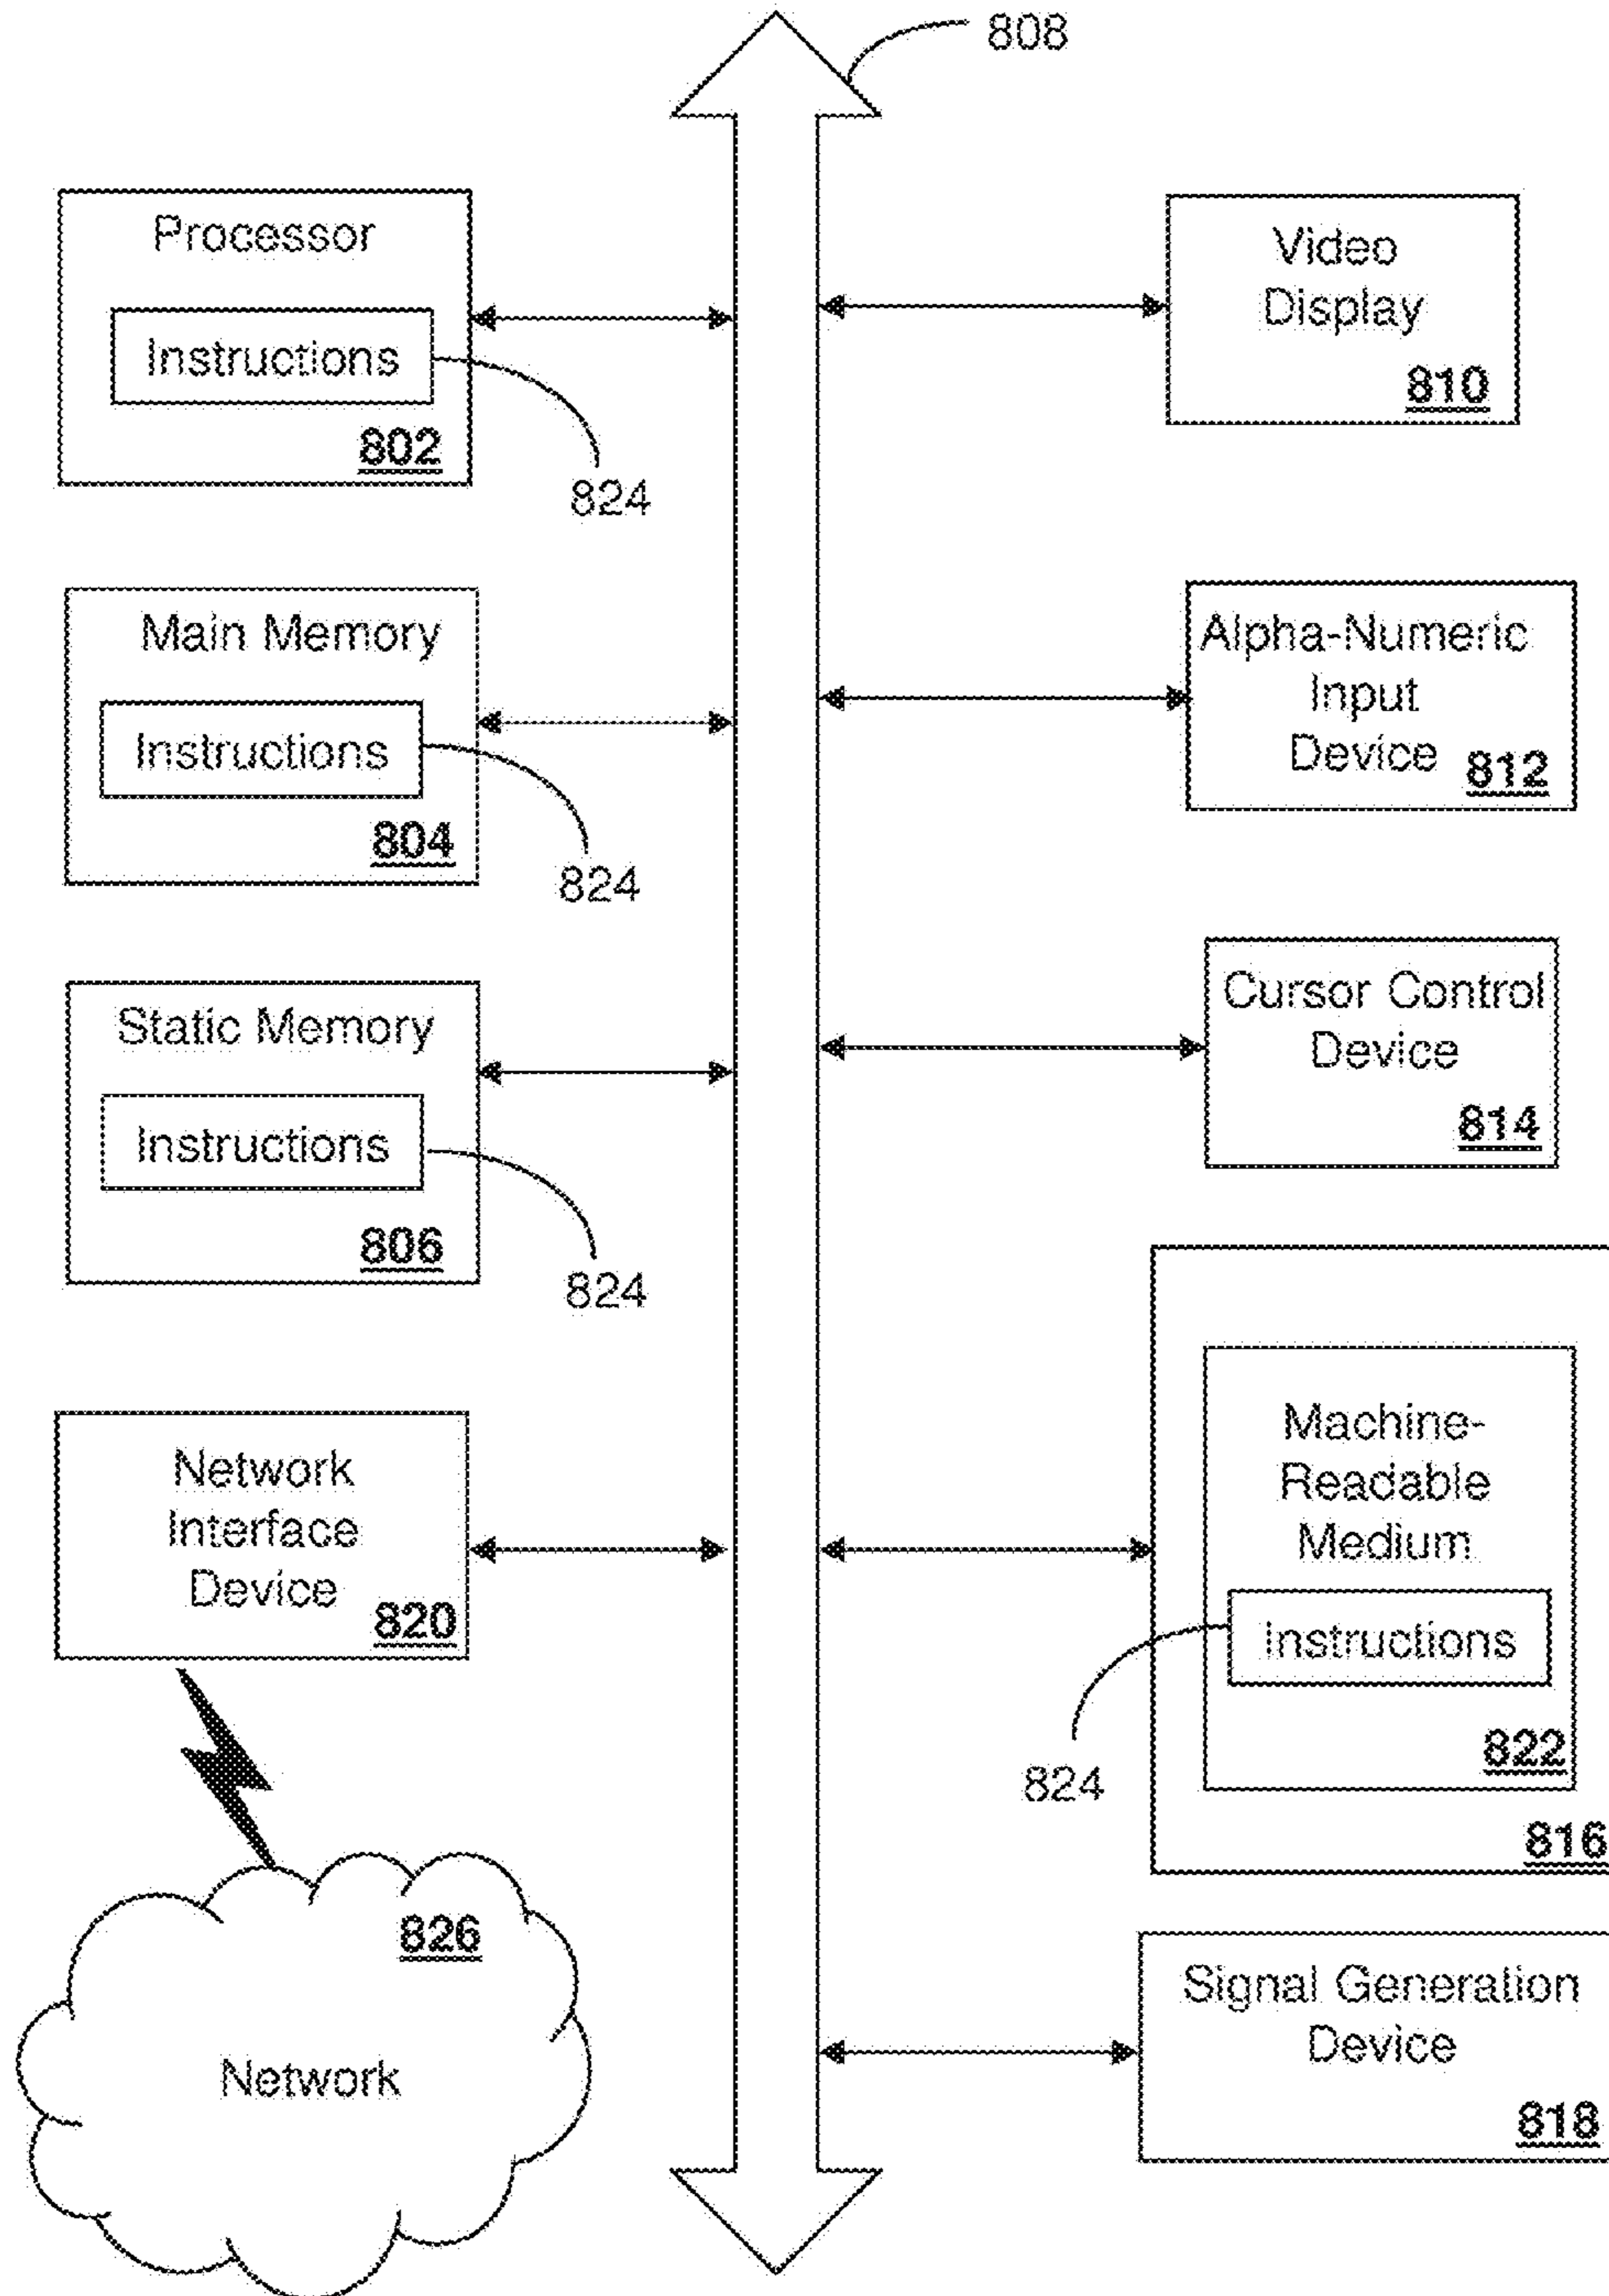 808
Processor
Instructions
802
824
Main Memory
Instructions
804
824
Static Memory
Instructions
806
824
Network
Interface
Device
820
826
Network
Video
Display
810
Alpha-Numeric
Input
Device
812
Cursor Control
Device
814
Machine-
Readable
Medium
Instructions
822
824
816
Signal Generation
Device
818